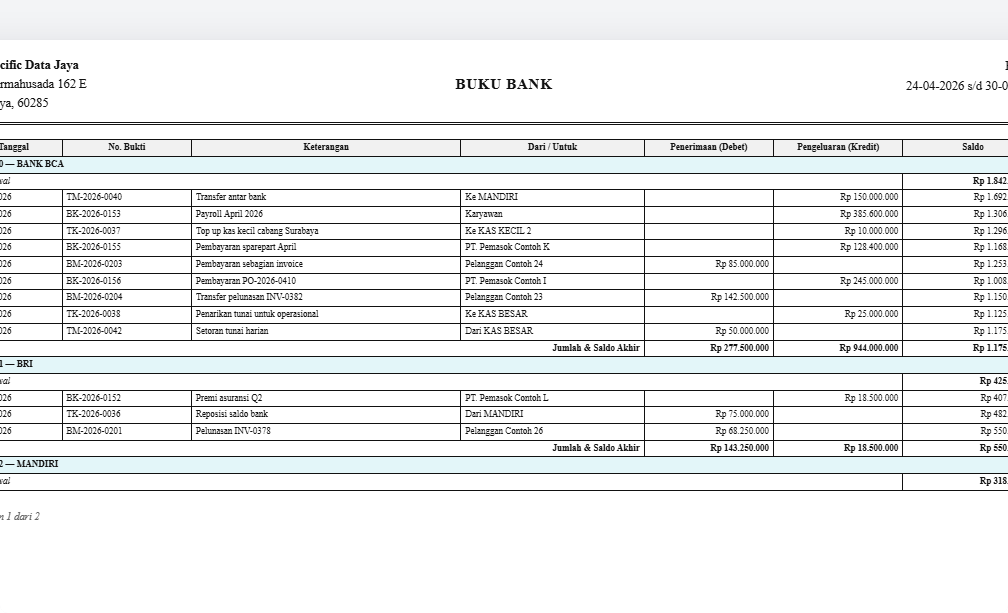 cific Data Jaya
rmahusada 162 E
ya, 60285
BUKU BANK
24-04-2026 s/d 30-0
Tanggal No. Bukti Keterangan Dari / Untuk Penerimaan (Debet) Pengeluaran (Kredit) Saldo
0 — BANK BCA
wal Rp 1.842.
026 TM-2026-0040 Transfer antar bank Ke MANDIRI Rp 150.000.000 Rp 1.692.
026 BK-2026-0153 Payroll April 2026 Karyawan Rp 385.600.000 Rp 1.306.
026 TK-2026-0037 Top up kas kecil cabang Surabaya Ke KAS KECIL 2 Rp 10.000.000 Rp 1.296.
026 BK-2026-0155 Pembayaran sparepart April PT. Pemasok Contoh K Rp 128.400.000 Rp 1.168.
026 BM-2026-0203 Pembayaran sebagian invoice Pelanggan Contoh 24 Rp 85.000.000 Rp 1.253.
026 BK-2026-0156 Pembayaran PO-2026-0410 PT. Pemasok Contoh I Rp 245.000.000 Rp 1.008.
026 BM-2026-0204 Transfer pelunasan INV-0382 Pelanggan Contoh 23 Rp 142.500.000 Rp 1.150.
026 TK-2026-0038 Penarikan tunai untuk operasional Ke KAS BESAR Rp 25.000.000 Rp 1.125.
026 TM-2026-0042 Setoran tunai harian Dari KAS BESAR Rp 50.000.000 Rp 1.175.
Jumlah & Saldo Akhir Rp 277.500.000 Rp 944.000.000 Rp 1.175.
1 — BRI
wal Rp 425.
026 BK-2026-0152 Premi asuransi Q2 PT. Pemasok Contoh L Rp 18.500.000 Rp 407.
026 TK-2026-0036 Reposisi saldo bank Dari MANDIRI Rp 75.000.000 Rp 482.
026 BM-2026-0201 Pelunasan INV-0378 Pelanggan Contoh 26 Rp 68.250.000 Rp 550.
Jumlah & Saldo Akhir Rp 143.250.000 Rp 18.500.000 Rp 550.
2 — MANDIRI
wal Rp 318.
n 1 dari 2